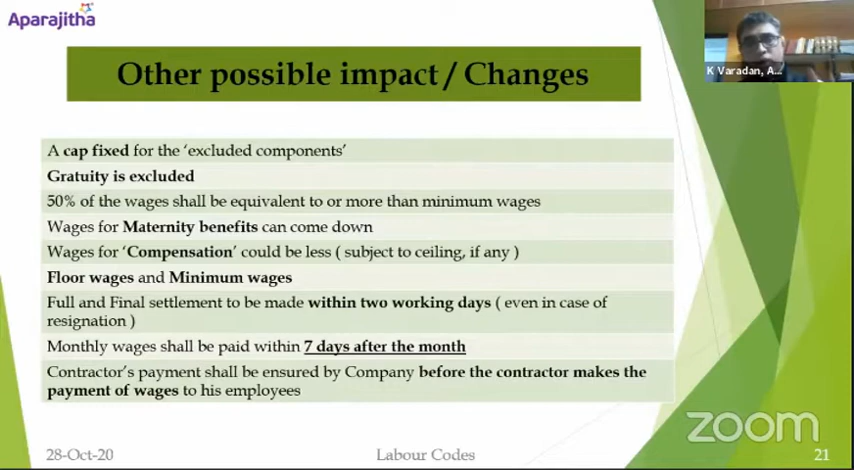 Aparajitha
Other possible impact / Changes
K Varadan, A...
A cap fixed for the ‘excluded components’
Gratuity is excluded
50% of the wages shall be equivalent to or more than minimum wages
Wages for Maternity benefits can come down
Wages for ‘Compensation’ could be less ( subject to ceiling, if any )
Floor wages and Minimum wages
Full and Final settlement to be made within two working days ( even in case of
resignation )
Monthly wages shall be paid within 7 days after the month
Contractor’s payment shall be ensured by Company before the contractor makes the
payment of wages to his employees
zoom
28-Oct-20
Labour Codes
21